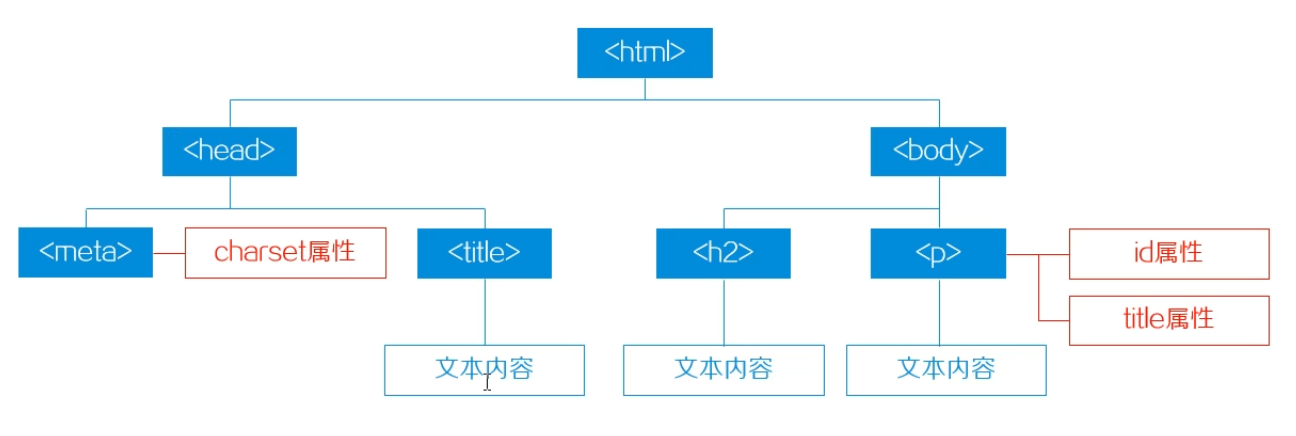 <html>
<head>
<body>
<meta>
charset属性
<title>
<h2>
<p>
id属性
title属性
文本内容
文本内容
文本内容